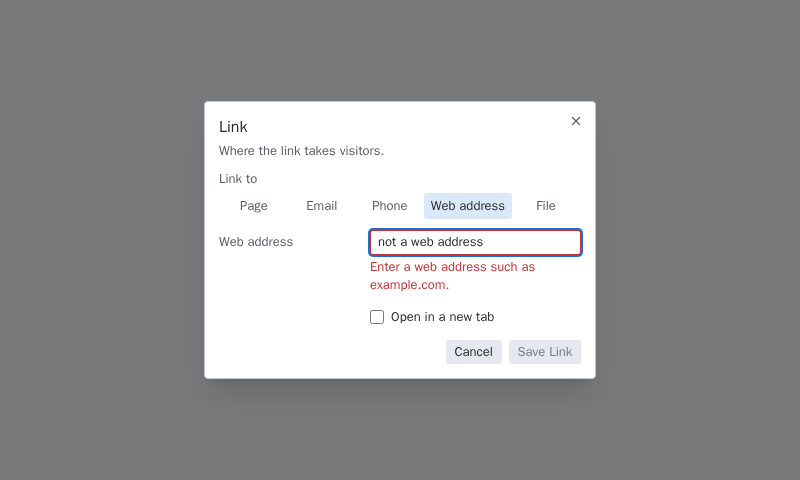 Link
Where the link takes visitors.
Link to
Page Email Phone Web address File
Web address not a web address
Enter a web address such as
example.com.
Open in a new tab
Cancel Save Link